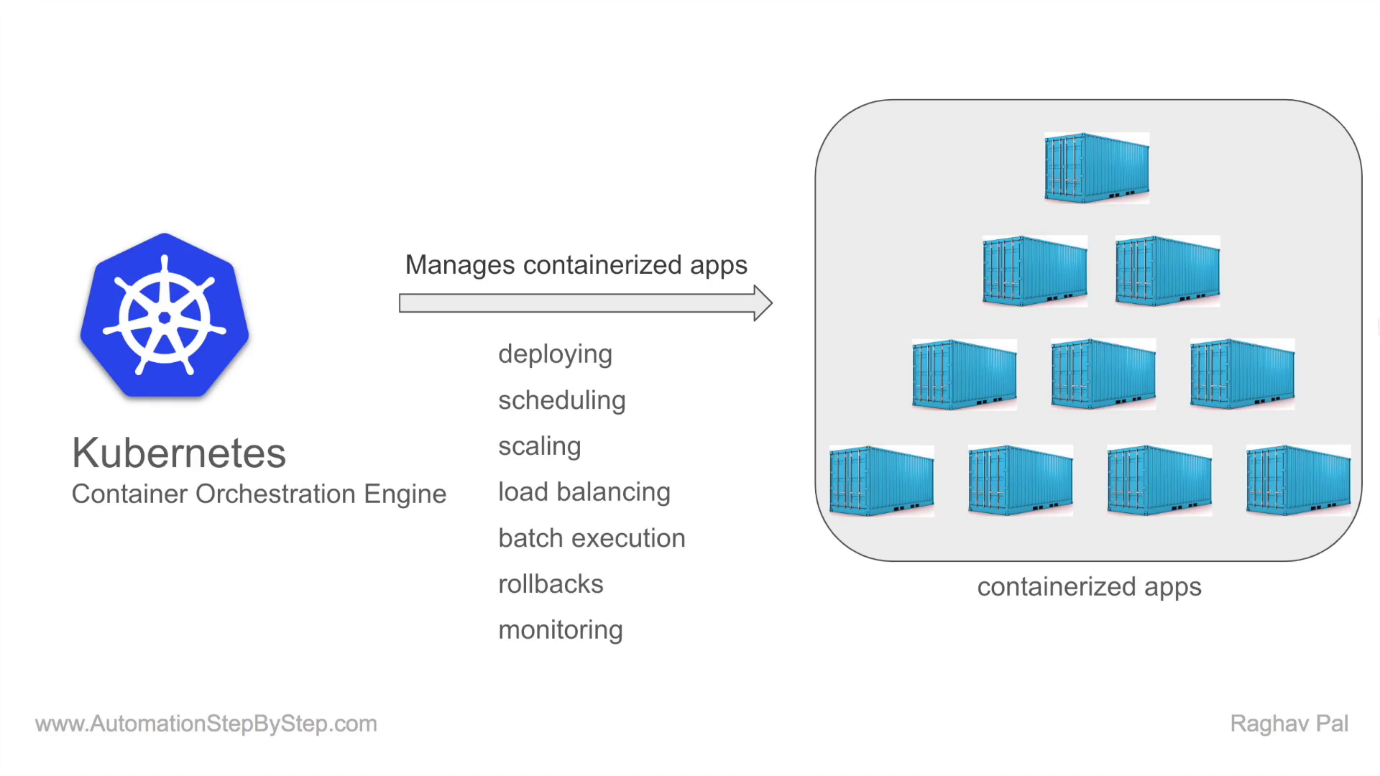 Manages containerized apps
deploying
scheduling
scaling
load balancing
batch execution
rollbacks
monitoring
Kubernetes
Container Orchestration Engine
containerized apps
www.AutomationStepByStep.com
Raghav Pal